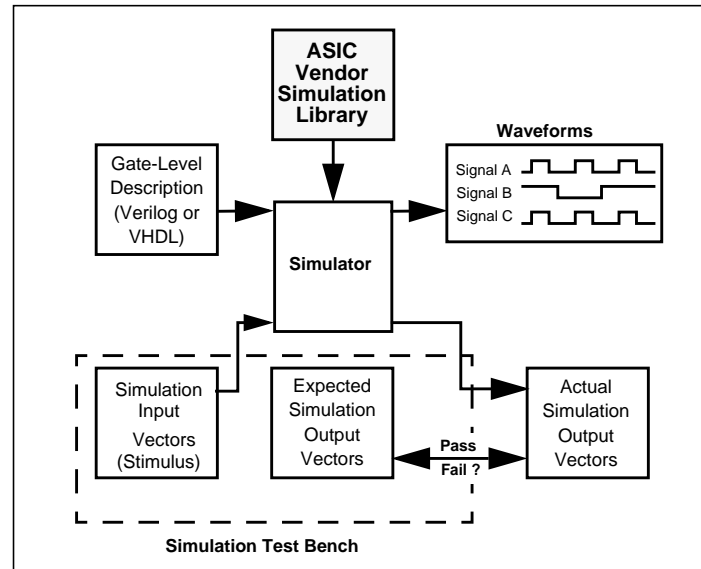 ASIC
Vendor
Simulation
Library
Waveforms
Signal A
Signal B
Signal C
Gate-Level
Description
(Verilog or
VHDL)
Simulator
Simulation
Input
Vectors
(Stimulus)
Expected
Simulation
Output
Vectors
Pass
Fail ?
Actual
Simulation
Output
Vectors
Simulation Test Bench